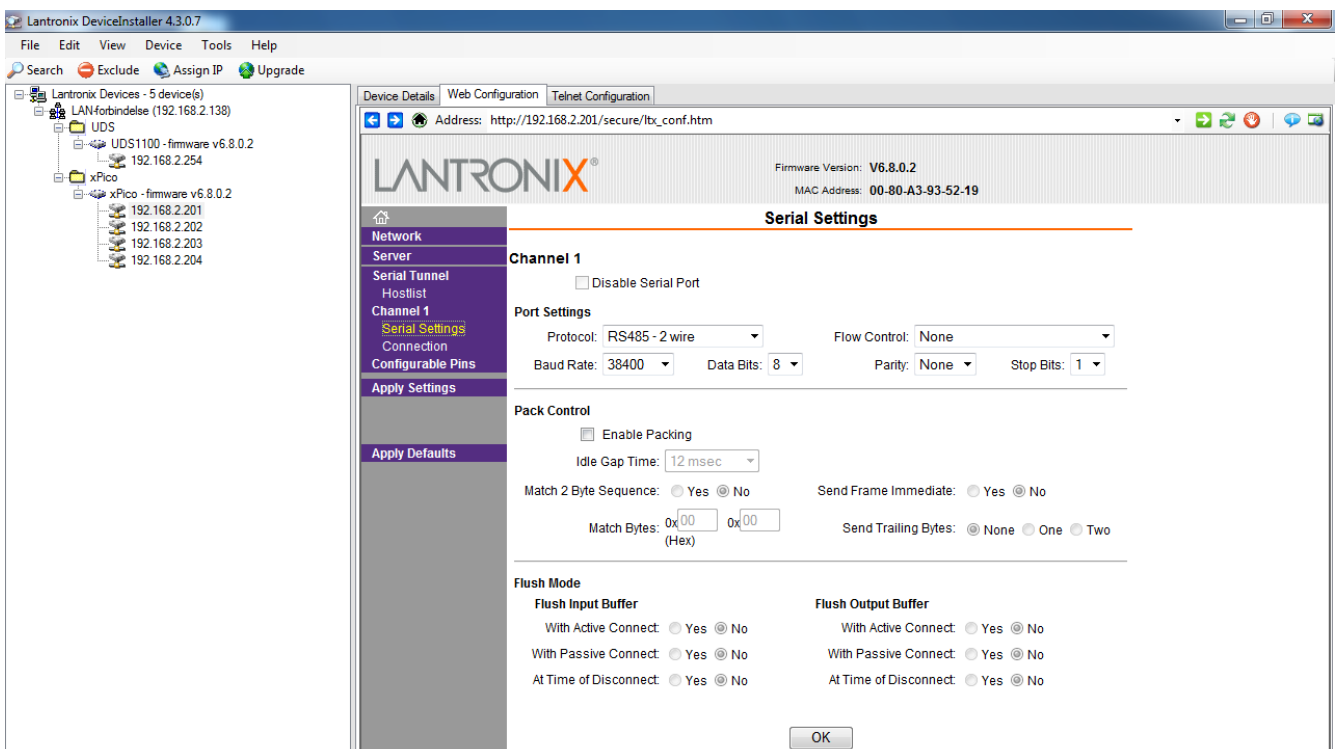 Lantronix DeviceInstaller 4.3.0.7
File Edit View Device Tools Help
Search Exclude Assign IP Upgrade
Lantronix Devices - 5 device(s)
LAN-forbindelse (192.168.2.138)
UDS
UDS1100 - firmware v6.8.0.2
192.168.2.254
xPico
xPico - firmware v6.8.0.2
192.168.2.201
192.168.2.202
192.168.2.203
192.168.2.204
Device Details Web Configuration Telnet Configuration
Address: http://192.168.2.201/secure/ltx_conf.htm
LANTRONIX®
Firmware Version: V6.8.0.2
MAC Address: 00-80-A3-93-52-19
Network
Server
Serial Tunnel
Hostlist
Channel 1
Serial Settings
Connection
Configurable Pins
Apply Settings
Apply Defaults
Serial Settings
Channel 1
Disable Serial Port
Port Settings
Protocol: RS485 - 2 wire Flow Control: None
Baud Rate: 38400 Data Bits: 8 Parity: None Stop Bits: 1
Pack Control
Enable Packing
Idle Gap Time: 12 msec
Match 2 Byte Sequence: Yes No Send Frame Immediate: Yes No
Match Bytes: 0x 00 0x 00 Send Trailing Bytes: None One Two
(Hex)
Flush Mode
Flush Input Buffer Flush Output Buffer
With Active Connect: Yes No With Active Connect: Yes No
With Passive Connect: Yes No With Passive Connect: Yes No
At Time of Disconnect: Yes No At Time of Disconnect: Yes No
OK